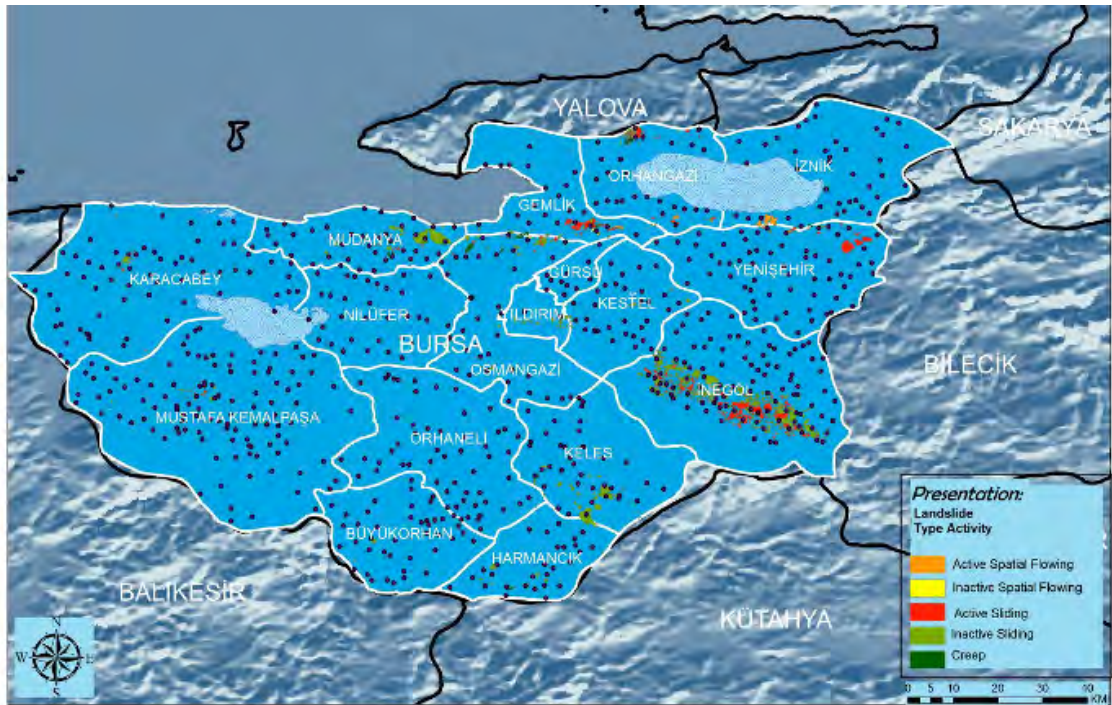 YALOVA
SAKARYA
İZNİK
ORHANGAZİ
GEMLİK
MUDANYA
GÜRSU
YENİŞEHİR
KARACABEY
KESTEL
NİLÜFER
YILDIRIM
BURSA
BİLECİK
OSMANGAZİ
İNEGÖL
MUSTAFA KEMALPAŞA
ORHANELİ
KELES
BÜYÜKORHAN
HARMANCIK
BALIKESİR
KÜTAHYA
Presentation:
Landslide
Type Activity
Active Spatial Flowing
Inactive Spatial Flowing
Active Sliding
Inactive Sliding
Creep
N
W E
S
0 5 10 20 30 40
KM